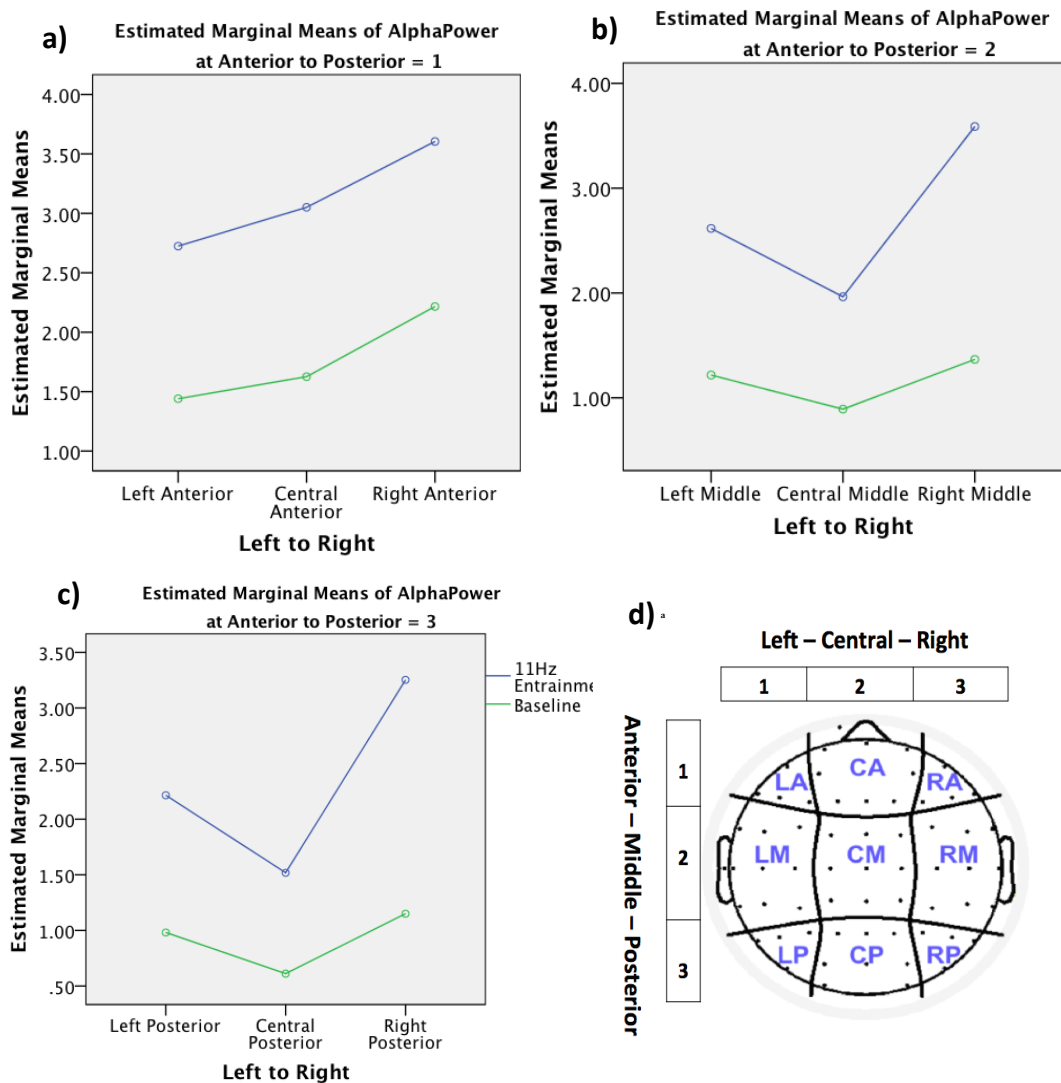 a)
Estimated Marginal Means of AlphaPower
at Anterior to Posterior = 1
Estimated Marginal Means
4.00
3.50
3.00
2.50
2.00
1.50
1.00
Left Anterior
Central
Anterior
Right Anterior
Left to Right
b)
Estimated Marginal Means of AlphaPower
at Anterior to Posterior = 2
Estimated Marginal Means
4.00
3.00
2.00
1.00
Left Middle
Central Middle
Right Middle
Left to Right
c)
Estimated Marginal Means of AlphaPower
at Anterior to Posterior = 3
Estimated Marginal Means
3.50
3.00
2.50
2.00
1.50
1.00
.50
Left Posterior
Central
Posterior
Right
Posterior
Left to Right
11Hz
Entrainme
Baseline
d) a
Left – Central – Right
1 2 3
Anterior – Middle – Posterior
1
2
3
LA CA RA
LM CM RM
LP CP RP